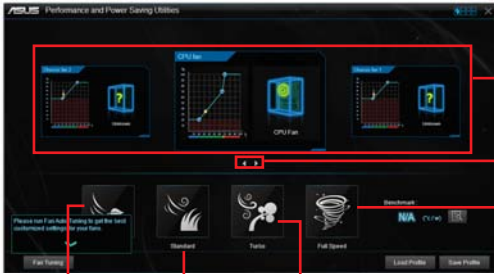 ASUS Performance and Power Saving Utilities
Chassis fan 2
CPU fan
Chassis fan 1
Unknown
CPU Fan
Unknown
Please run Fan Auto Tuning to get the best
customized settings for your fans.
Standard
Turbo
Full Speed
Benchmark :
N/A
Fan Tuning
Load Profile
Save Profile